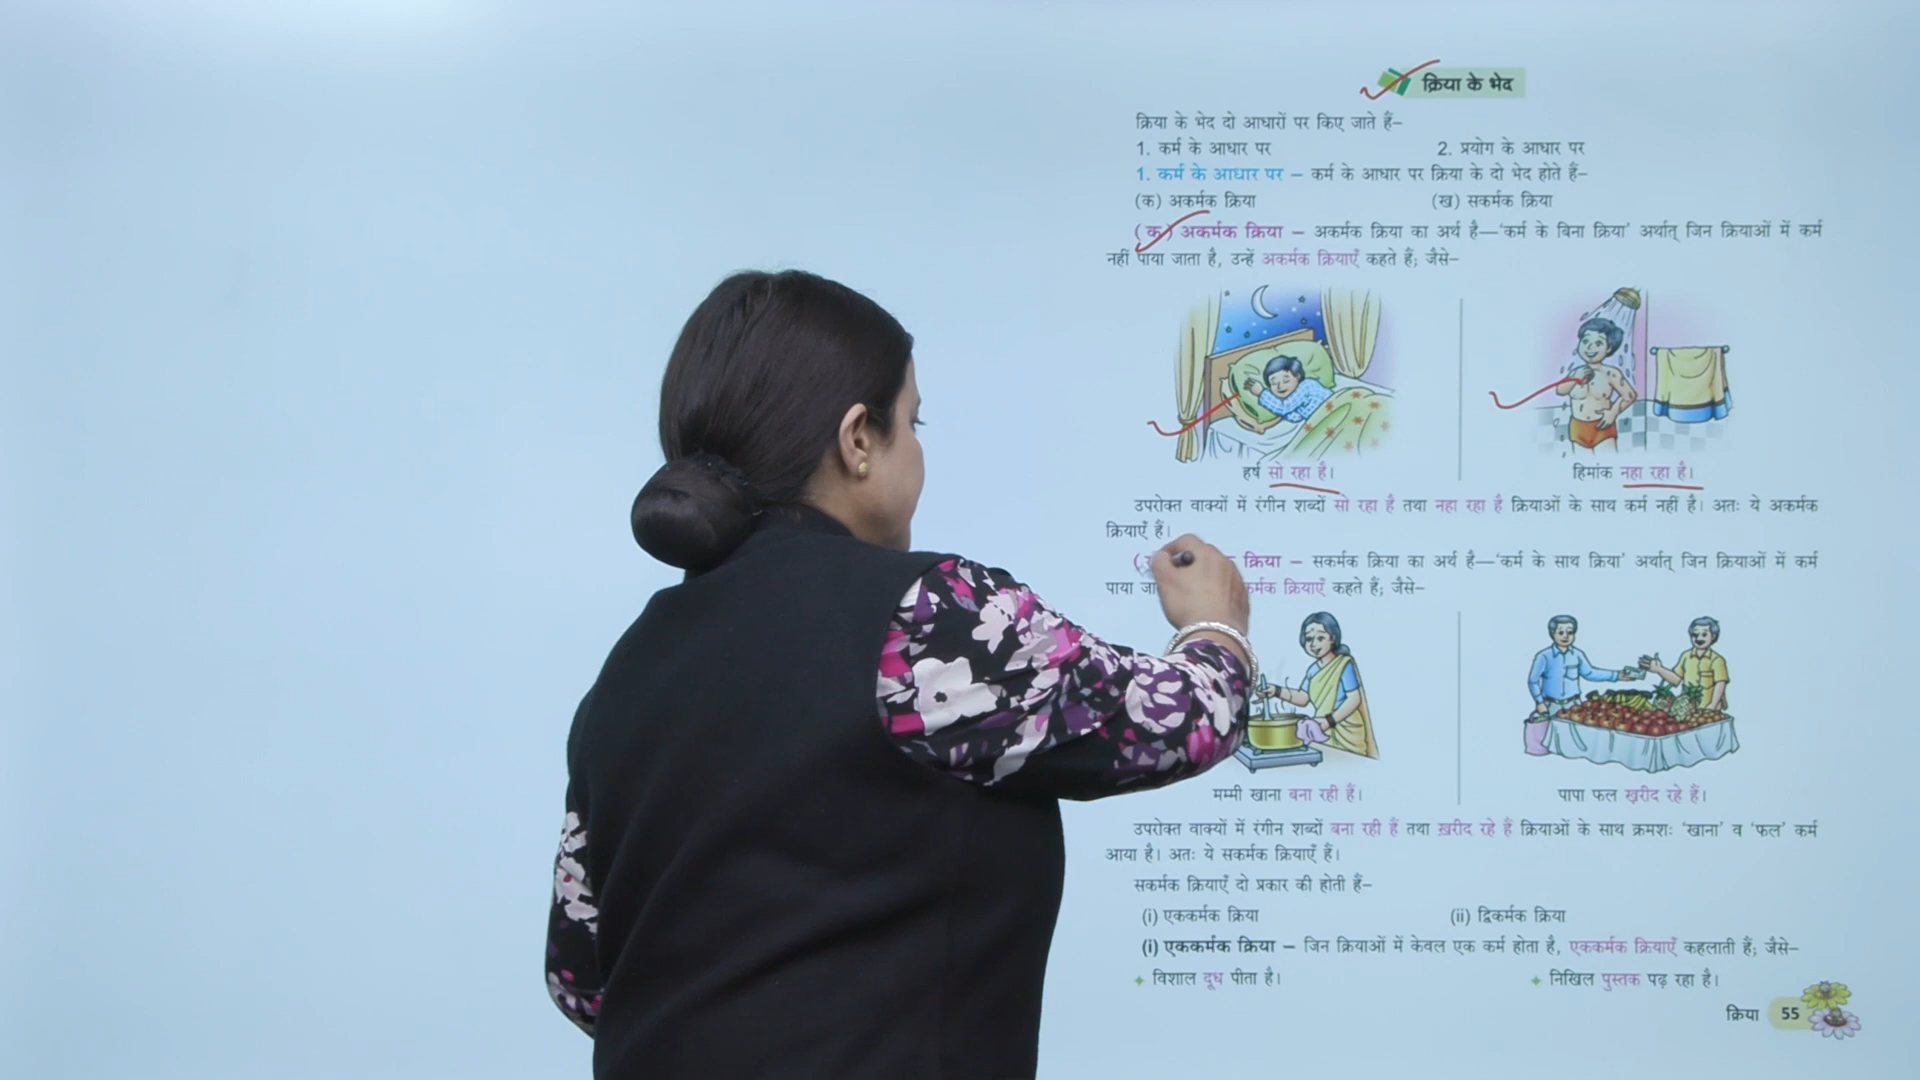 क्रिया के भेद
क्रिया के भेद दो आधारों पर किए जाते हैं–
1. कर्म के आधार पर 2. प्रयोग के आधार पर
1. कर्म के आधार पर – कर्म के आधार पर क्रिया के दो भेद होते हैं–
(क) अकर्मक क्रिया (ख) सकर्मक क्रिया
(क) अकर्मक क्रिया – अकर्मक क्रिया का अर्थ है—'कर्म के बिना क्रिया' अर्थात् जिन क्रियाओं में कर्म
नहीं पाया जाता है, उन्हें अकर्मक क्रियाएँ कहते हैं; जैसे–
हर्ष सो रहा है। हिमांक नहा रहा है।
उपरोक्त वाक्यों में रंगीन शब्दों सो रहा है तथा नहा रहा है क्रियाओं के साथ कर्म नहीं है। अतः ये अकर्मक
क्रियाएँ हैं।
क्रिया – सकर्मक क्रिया का अर्थ है—'कर्म के साथ क्रिया' अर्थात् जिन क्रियाओं में कर्म
पाया क्रियाएँ कहते हैं; जैसे–
मम्मी खाना बना रही हैं। पापा फल ख़रीद रहे हैं।
उपरोक्त वाक्यों में रंगीन शब्दों बना रही हैं तथा ख़रीद रहे हैं क्रियाओं के साथ क्रमशः 'खाना' व 'फल' कर्म
आया है। अतः ये सकर्मक क्रियाएँ हैं।
सकर्मक क्रियाएँ दो प्रकार की होती हैं–
(i) एककर्मक क्रिया (ii) द्विकर्मक क्रिया
(i) एककर्मक क्रिया – जिन क्रियाओं में केवल एक कर्म होता है, एककर्मक क्रियाएँ कहलाती हैं; जैसे–
विशाल दूध पीता है। निखिल पुस्तक पढ़ रहा है।
क्रिया 55